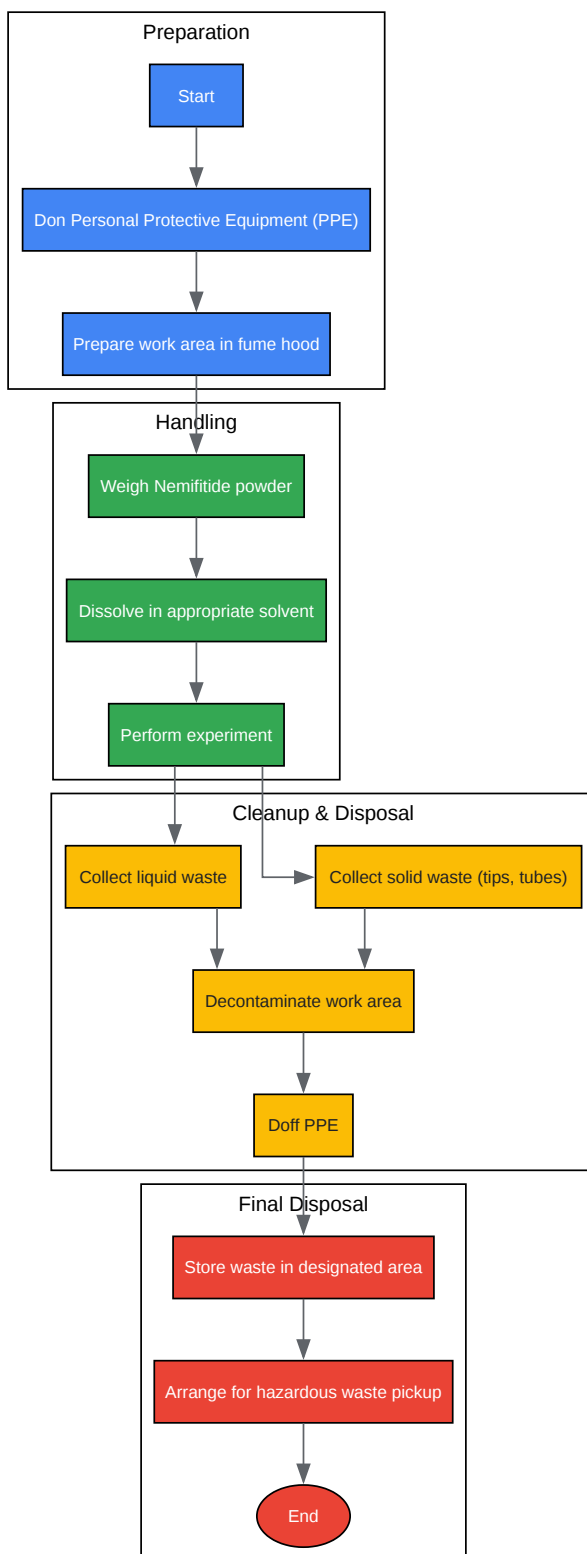 Preparation
Start
Don Personal Protective Equipment (PPE)
Prepare work area in fume hood
Handling
Weigh Nemifitide powder
Dissolve in appropriate solvent
Perform experiment
Cleanup & Disposal
Collect liquid waste
Collect solid waste (tips, tubes)
Decontaminate work area
Doff PPE
Final Disposal
Store waste in designated area
Arrange for hazardous waste pickup
End